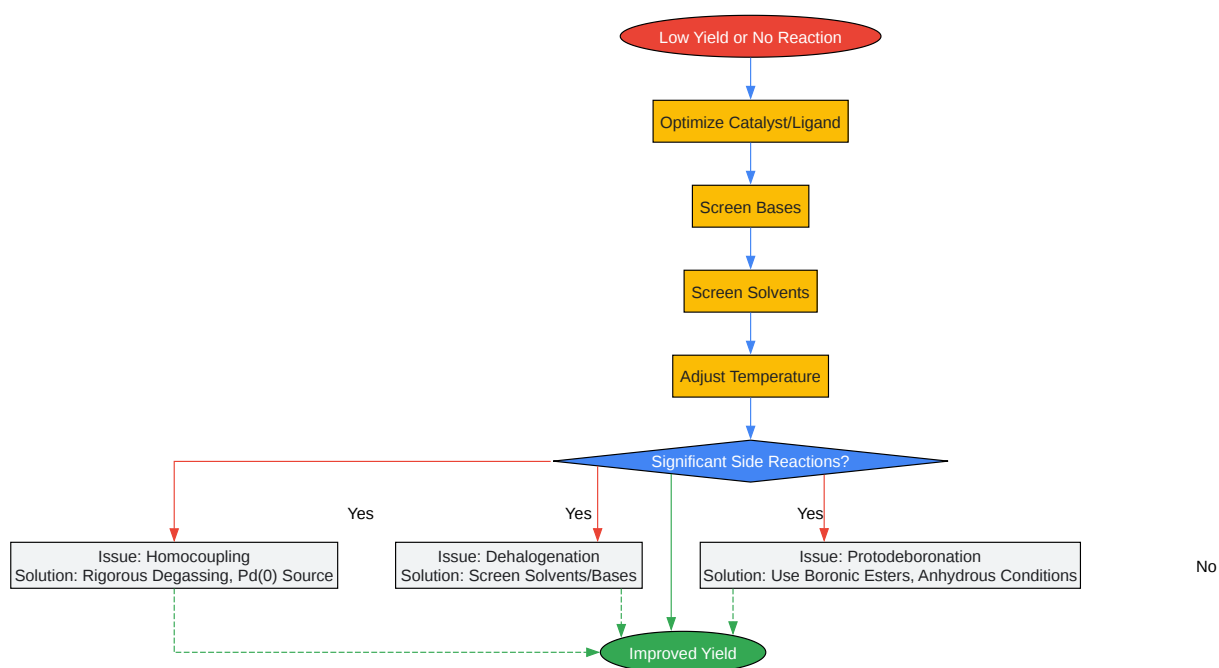 Low Yield or No Reaction
Optimize Catalyst/Ligand
Screen Bases
Screen Solvents
Adjust Temperature
Significant Side Reactions?
Yes
Yes
Yes
Issue: Homocoupling
Solution: Rigorous Degassing, Pd(0) Source
Issue: Dehalogenation
Solution: Screen Solvents/Bases
Issue: Protodeboronation
Solution: Use Boronic Esters, Anhydrous Conditions
No
Improved Yield